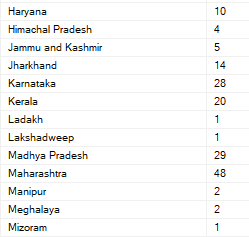 Haryana 10
Himachal Pradesh 4
Jammu and Kashmir 5
Jharkhand 14
Karnataka 28
Kerala 20
Ladakh 1
Lakshadweep 1
Madhya Pradesh 29
Maharashtra 48
Manipur 2
Meghalaya 2
Mizoram 1